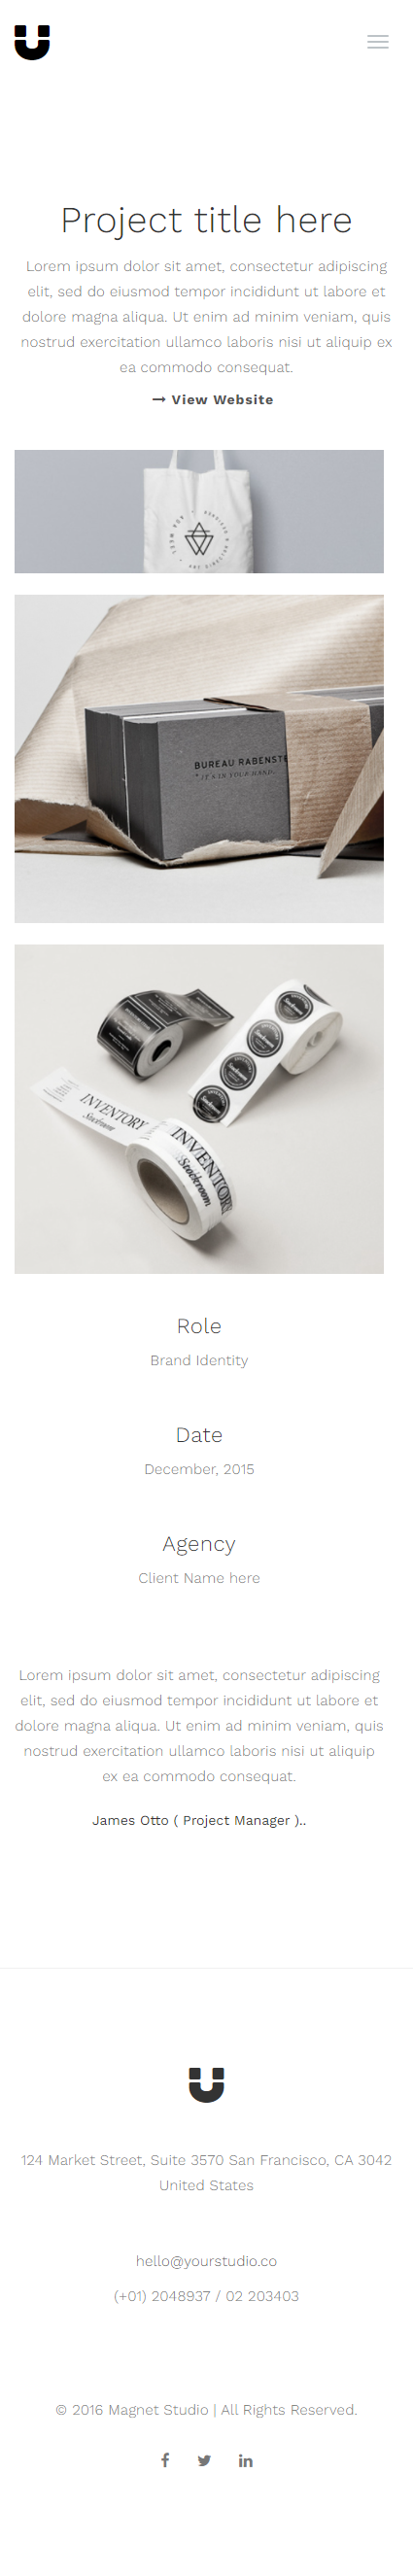 Project title here
Lorem ipsum dolor sit amet, consectetur adipiscing
elit, sed do eiusmod tempor incididunt ut labore et
dolore magna aliqua. Ut enim ad minim veniam, quis
nostrud exercitation ullamco laboris nisi ut aliquip ex
ea commodo consequat.
View Website
BUREAU RABENSTE
"IT'S IN YOUR HAND."
INVENTORY
Stockroom
INVENTORY
Stockroom
Role
Brand Identity
Date
December, 2015
Agency
Client Name here
Lorem ipsum dolor sit amet, consectetur adipiscing
elit, sed do eiusmod tempor incididunt ut labore et
dolore magna aliqua. Ut enim ad minim veniam, quis
nostrud exercitation ullamco laboris nisi ut aliquip
ex ea commodo consequat.
James Otto ( Project Manager )..
124 Market Street, Suite 3570 San Francisco, CA 3042
United States
hello@yourstudio.co
(+01) 2048937 / 02 203403
© 2016 Magnet Studio | All Rights Reserved.